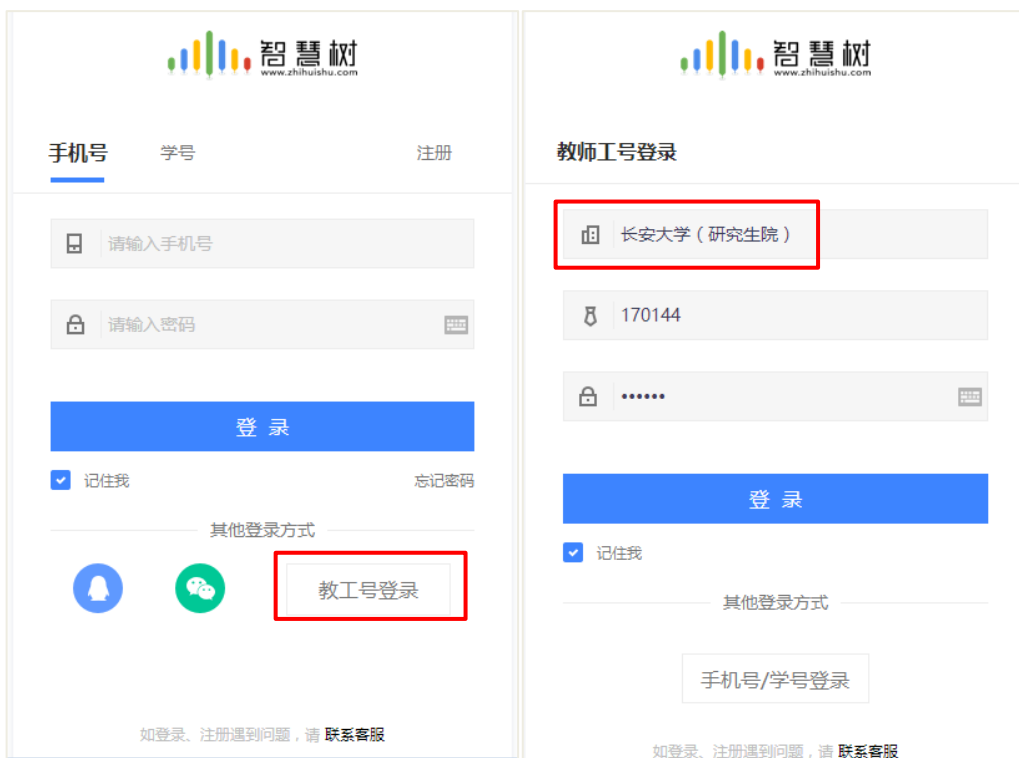 智慧树
www.zhihuishu.com
手机号 学号 注册
请输入手机号
请输入密码
登 录
记住我 忘记密码
其他登录方式
教工号登录
如登录、注册遇到问题，请 联系客服
智慧树
www.zhihuishu.com
教师工号登录
长安大学（研究生院）
170144
••••••
登 录
记住我
其他登录方式
手机号/学号登录
如登录、注册遇到问题，请 联系客服